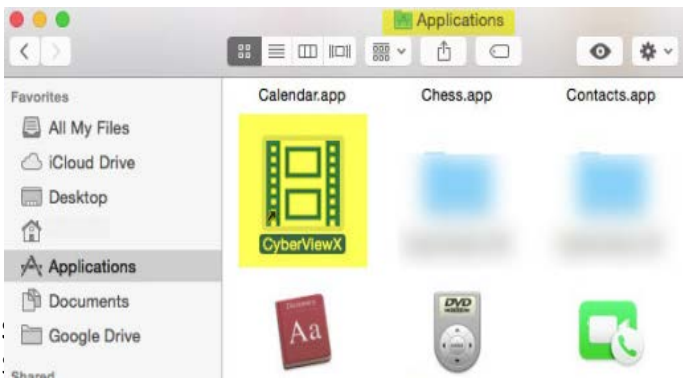 Applications
Favorites
All My Files
iCloud Drive
Desktop
Applications
Documents
Google Drive
Shared
Calendar.app
Chess.app
Contacts.app
CyberViewX
Dictionary
Aa
DVD